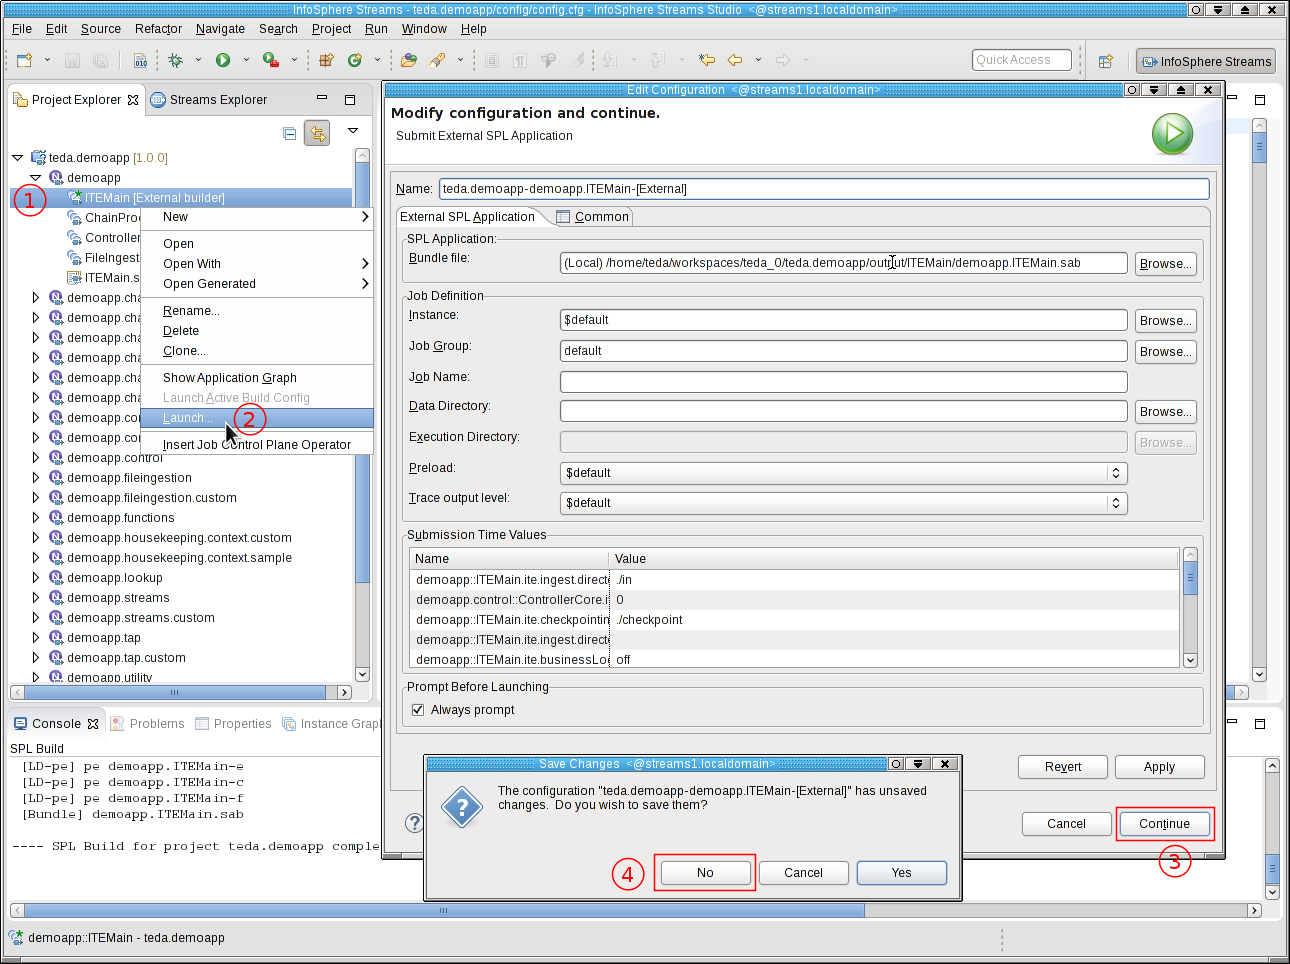 InfoSphere Streams - teda.demoapp/config/config.cfg - InfoSphere Streams Studio <@streams1.localdomain>
File Edit Source Refactor Navigate Search Project Run Window Help
Quick Access
InfoSphere Streams
Project Explorer
Streams Explorer
teda.demoapp [1.0.0]
demoapp
1
ITEMain [External builder]
ChainProc
Controller
FileIngest
ITEMain.s
demoapp.cha
demoapp.cha
demoapp.cha
demoapp.cha
demoapp.cha
demoapp.cha
demoapp.cor
demoapp.cor
demoapp.control
demoapp.fileingestion
demoapp.fileingestion.custom
demoapp.functions
demoapp.housekeeping.context.custom
demoapp.housekeeping.context.sample
demoapp.lookup
demoapp.streams
demoapp.streams.custom
demoapp.tap
demoapp.tap.custom
demoapp.utility
New
Open
Open With
Open Generated
Rename...
Delete
Clone...
Show Application Graph
Launch Active Build Config
Launch...
2
Insert Job Control Plane Operator
Edit Configuration <@streams1.localdomain>
Modify configuration and continue.
Submit External SPL Application
Name: teda.demoapp-demoapp.ITEMain-[External]
External SPL Application
Common
SPL Application:
Bundle file: (Local) /home/teda/workspaces/teda_0/teda.demoapp/output/ITEMain/demoapp.ITEMain.sab Browse...
Job Definition
Instance: $default Browse...
Job Group: default Browse...
Job Name:
Data Directory: Browse...
Execution Directory: Browse...
Preload: $default
Trace output level: $default
Submission Time Values
Name Value
demoapp::ITEMain.ite.ingest.directo ./in
demoapp.control::ControllerCore.i 0
demoapp::ITEMain.ite.checkpointin ./checkpoint
demoapp::ITEMain.ite.ingest.directo
demoapp::ITEMain.ite.businessLog off
Prompt Before Launching
Always prompt
Revert Apply
Cancel Continue
3
Console
Problems
Properties
Instance Graph
SPL Build
[LD-pe] pe demoapp.ITEMain-e
[LD-pe] pe demoapp.ITEMain-c
[LD-pe] pe demoapp.ITEMain-f
[Bundle] demoapp.ITEMain.sab
---- SPL Build for project teda.demoapp comple
Save Changes <@streams1.localdomain>
The configuration "teda.demoapp-demoapp.ITEMain-[External]" has unsaved
changes. Do you wish to save them?
4
No Cancel Yes
demoapp::ITEMain - teda.demoapp